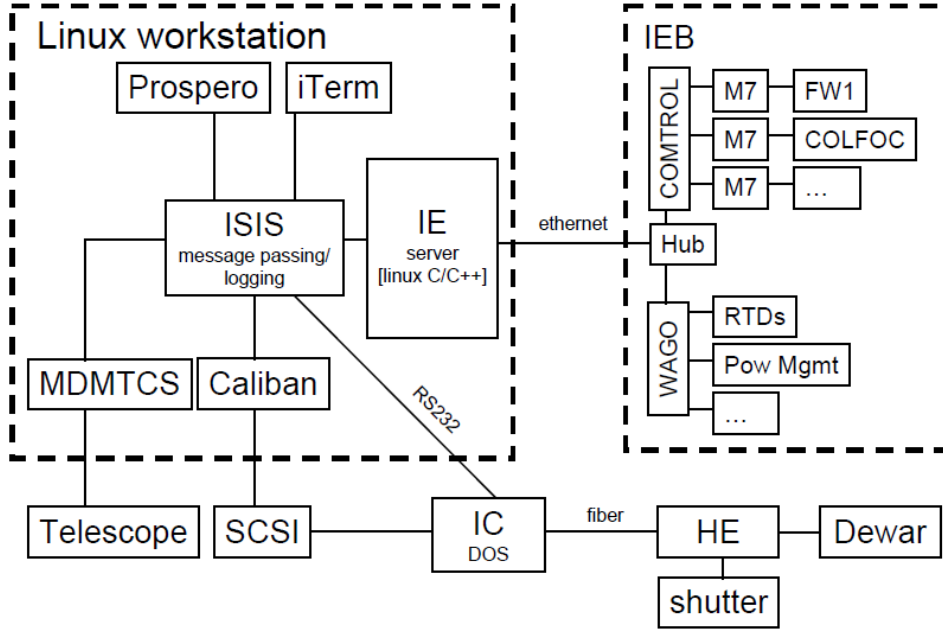 Linux workstation
Prospero
iTerm
ISIS
message passing/
logging
IE
server
[linux C/C++]
MDMTCS
Caliban
RS232
ethernet
IEB
COMTROL
M7
FW1
M7
COLFOC
M7
...
Hub
WAGO
RTDs
Pow Mgmt
...
Telescope
SCSI
IC
DOS
fiber
HE
Dewar
shutter